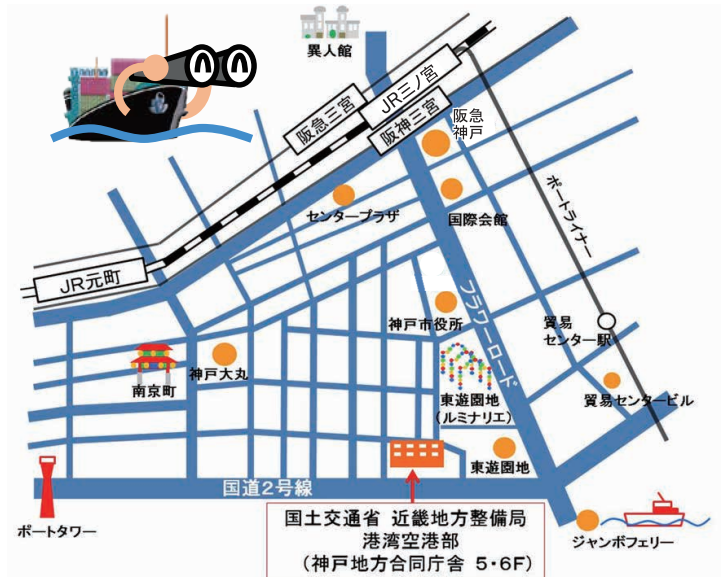 異人館
阪急三宮
JR三ノ宮
阪神三宮
阪急
神戸
センタープラザ
国際会館
ポートライナー
JR元町
フラワーロード
神戸市役所
貿易
センター駅
南京町
神戸大丸
東遊園地
(ルミナリエ)
貿易センタービル
東遊園地
国道2号線
ポートタワー
国土交通省 近畿地方整備局
港湾空港部
(神戸地方合同庁舎 5・6F)
ジャンボフェリー